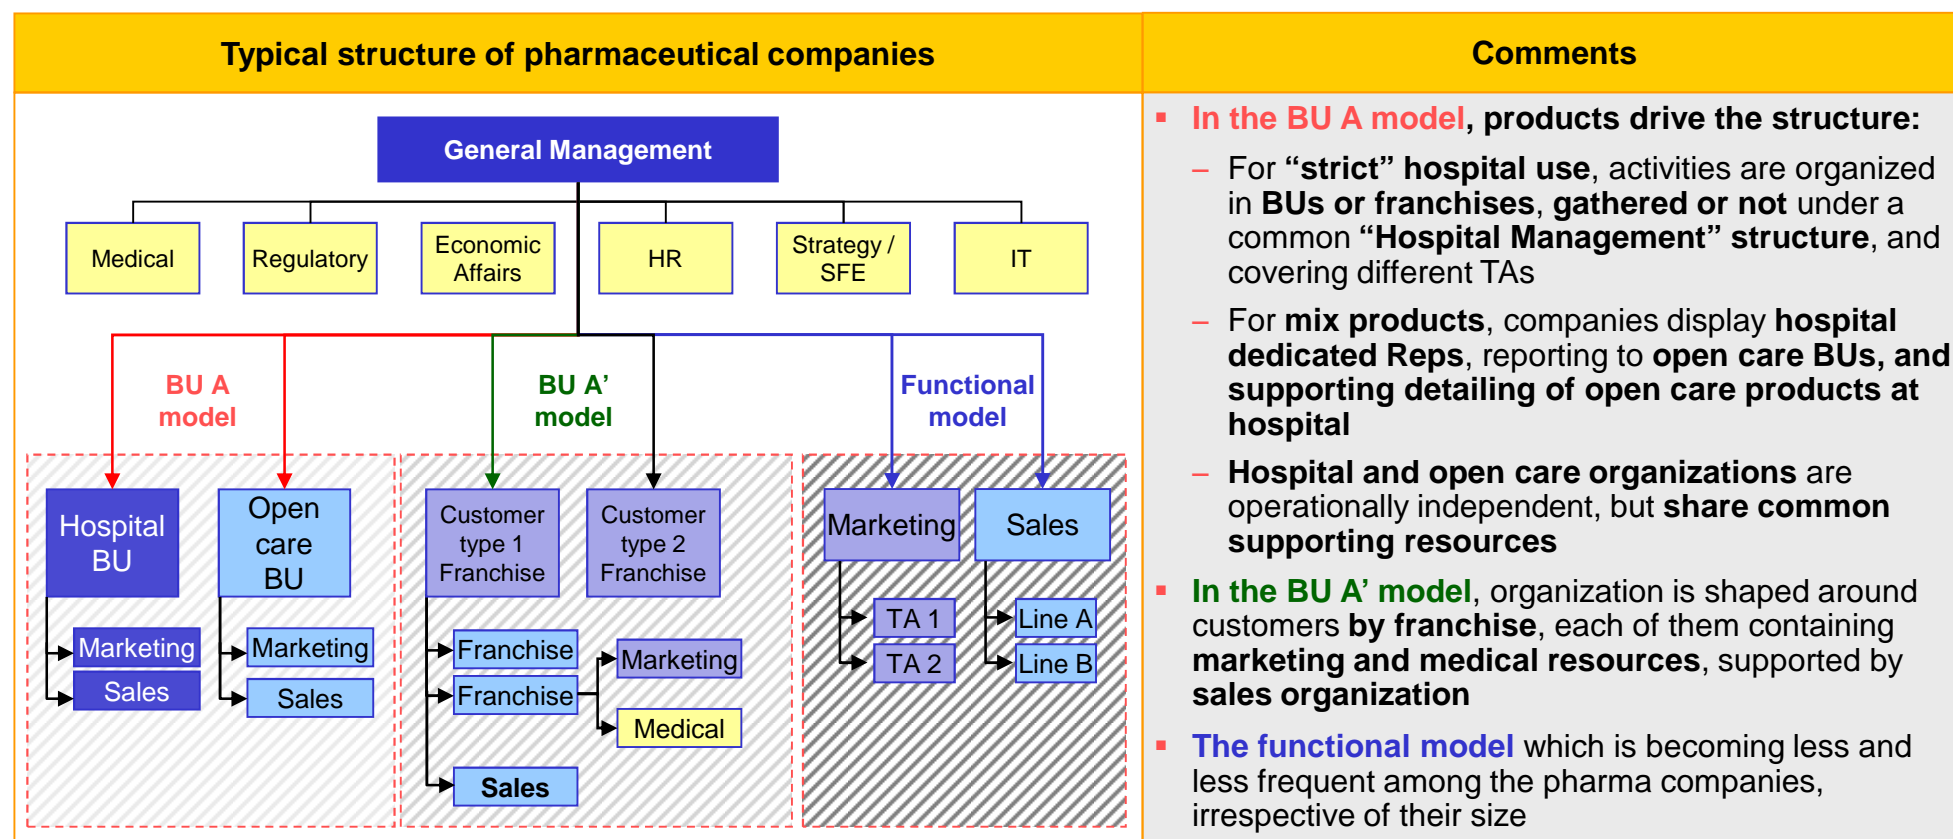 Typical structure of pharmaceutical companies
General Management
Medical
Regulatory
Economic
Affairs
HR
Strategy /
SFE
IT
BU A
model
BU A’
model
Functional
model
Hospital
BU
Open
care
BU
Customer
type 1
Franchise
Customer
type 2
Franchise
Marketing
Sales
Marketing
Sales
Marketing
Sales
Franchise
Franchise
Sales
Marketing
Medical
TA 1
TA 2
Line A
Line B
Comments
▪ In the BU A model, products drive the structure:
– For “strict” hospital use, activities are organized
in BUs or franchises, gathered or not under a
common “Hospital Management” structure, and
covering different TAs
– For mix products, companies display hospital
dedicated Reps, reporting to open care BUs, and
supporting detailing of open care products at
hospital
– Hospital and open care organizations are
operationally independent, but share common
supporting resources
▪ In the BU A’ model, organization is shaped around
customers by franchise, each of them containing
marketing and medical resources, supported by
sales organization
▪ The functional model which is becoming less and
less frequent among the pharma companies,
irrespective of their size